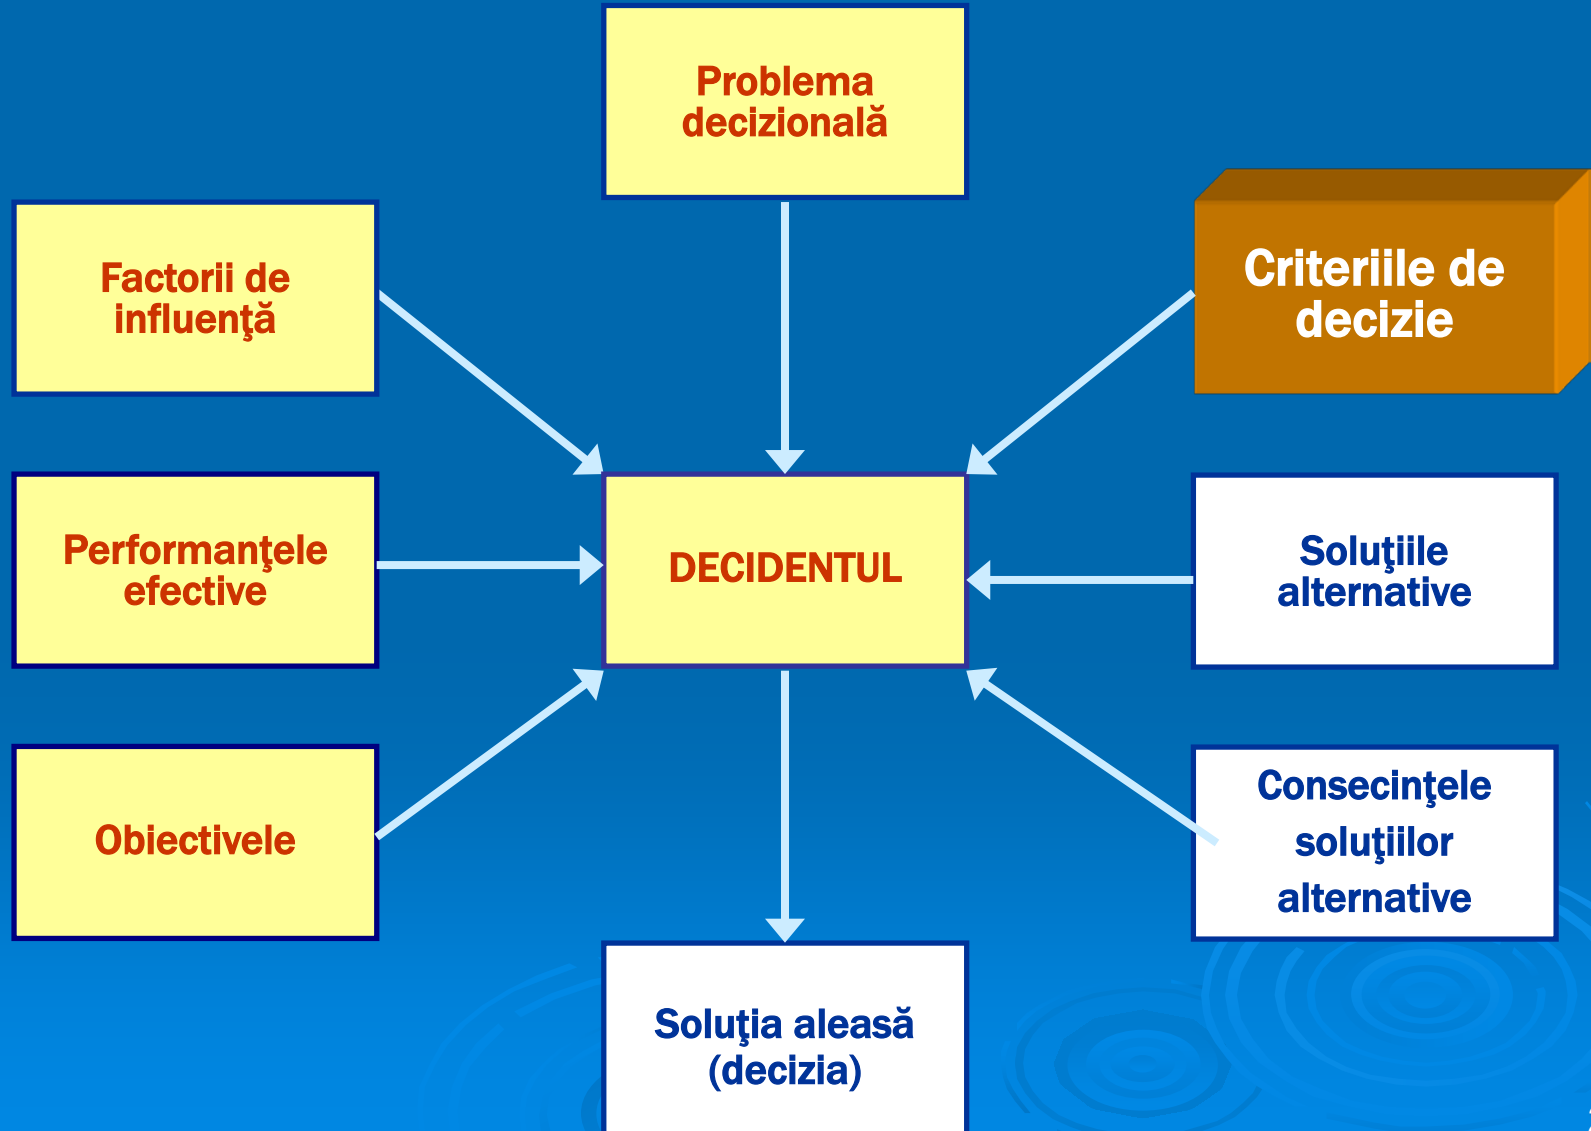 Problema
decizională
Factorii de
influenţă
Criteriile de
decizie
Performanţele
efective
DECIDENTUL
Soluţiile
alternative
Obiectivele
Consecinţele
soluţiilor
alternative
Soluţia aleasă
(decizia)